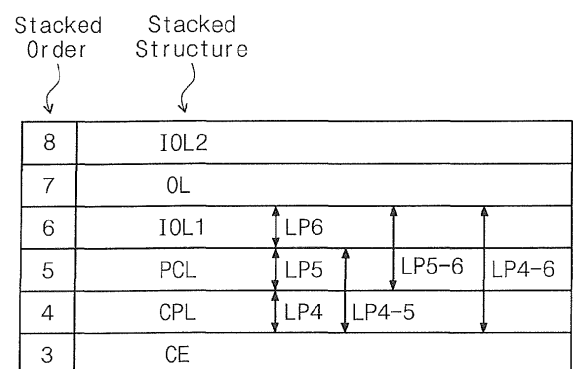 Stacked Order Stacked Structure
8 IOL2
7 OL
6 IOL1 LP6
5 PCL LP5 LP5-6 LP4-6
4 CPL LP4 LP4-5
3 CE